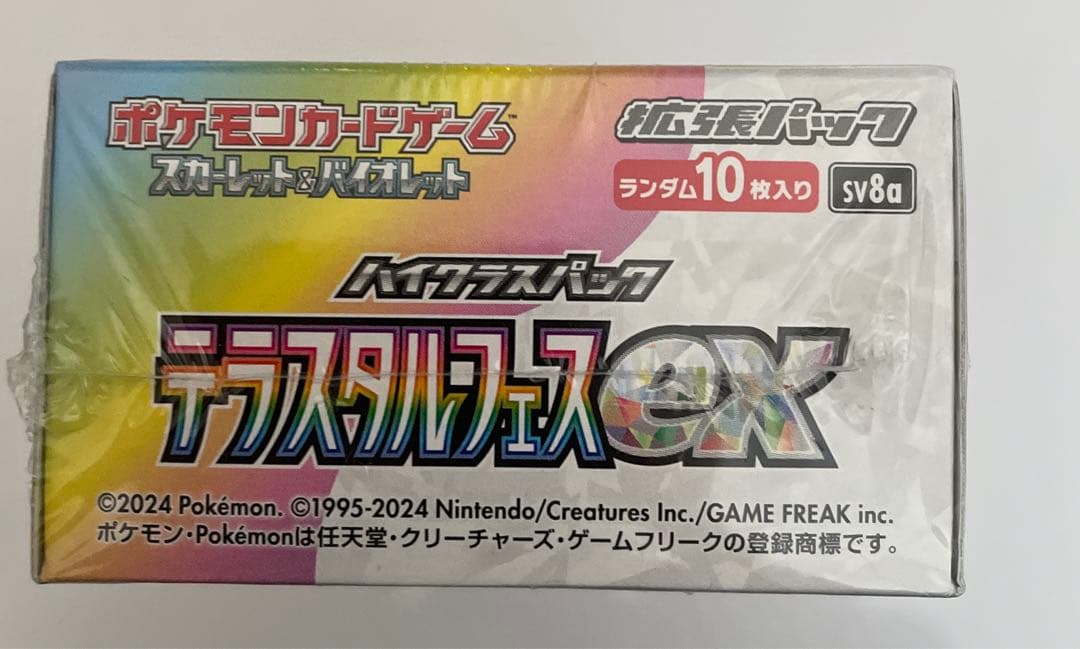 ポケモンカードゲーム™
スカーレット&バイオレット
拡張パック
ランダム10枚入り
SV8a
ハイクラスパック
テラスタルフェスex
©2024 Pokémon. ©1995-2024 Nintendo/Creatures Inc./GAME FREAK inc.
ポケモン・Pokémonは任天堂・クリーチャーズ・ゲームフリークの登録商標です。